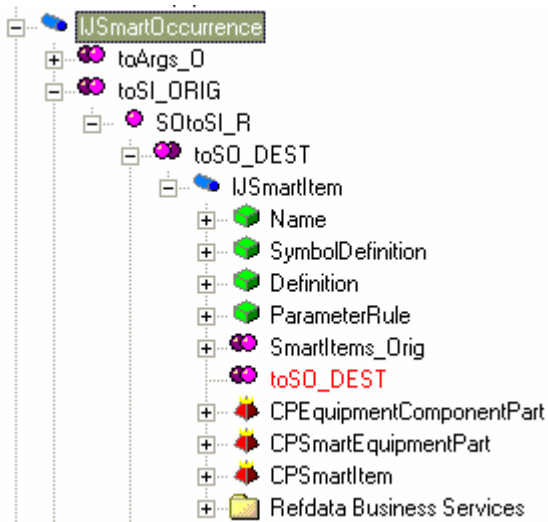 IJSmartOccurrence
toArgs_O
toSI_ORIG
SOtoSI_R
toSO_DEST
IJSmartItem
Name
SymbolDefinition
Definition
ParameterRule
SmartItems_Orig
toSO_DEST
CPEquipmentComponentPart
CPSmartEquipmentPart
CPSmartItem
Refdata Business Services